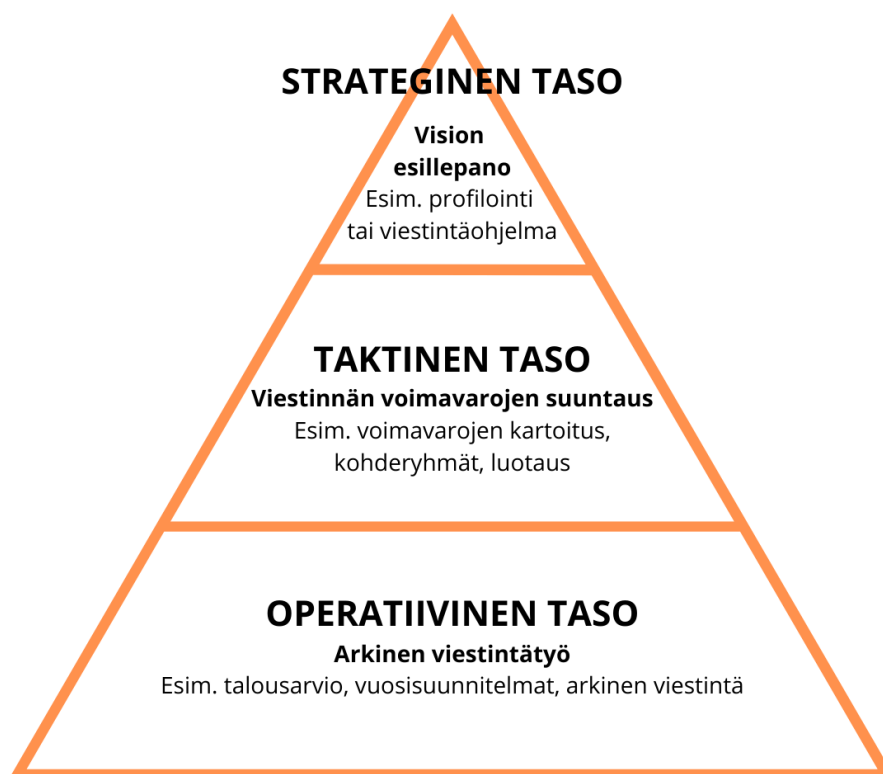 STRATEGINEN TASO
Vision
esillepano
Esim. profilointi
tai viestintäohjelma
TAKTINEN TASO
Viestinnän voimavarojen suuntaus
Esim. voimavarojen kartoitus,
kohderyhmät, luotaus
OPERATIIVINEN TASO
Arkinen viestintätyö
Esim. talousarvio, vuosisuunnitelmat, arkinen viestintä